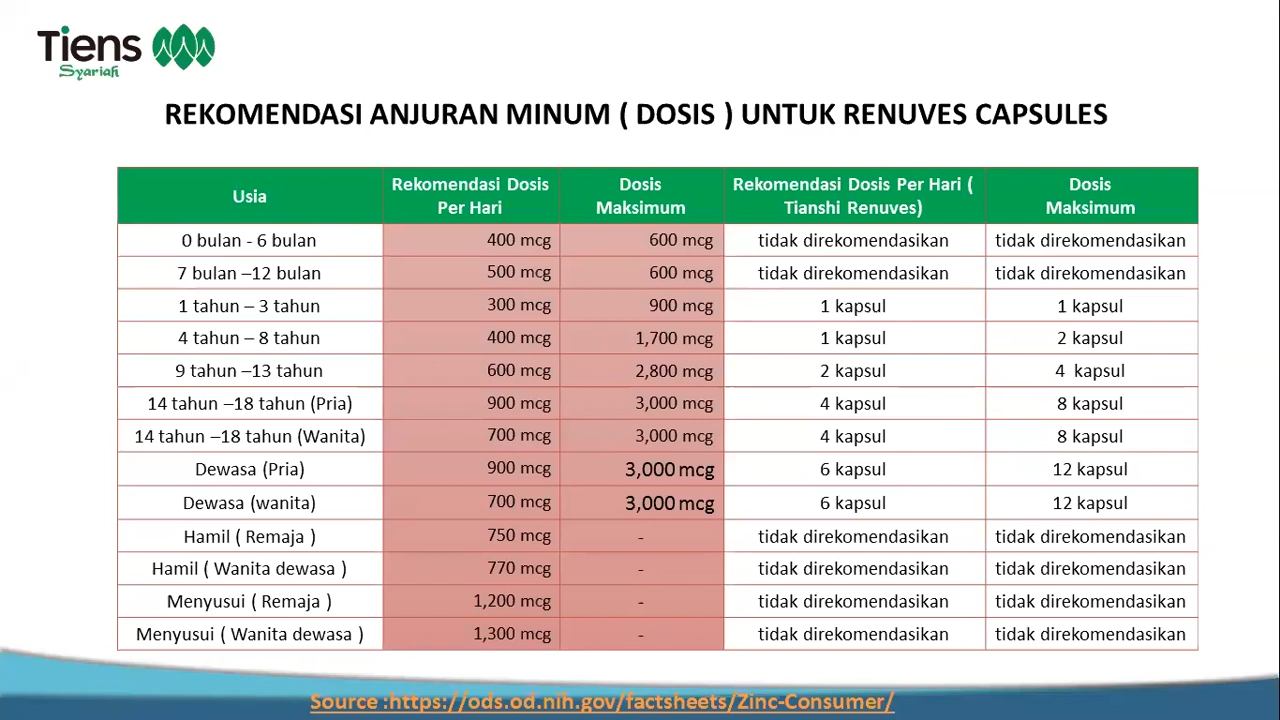 Tiens
Syariah
REKOMENDASI ANJURAN MINUM ( DOSIS ) UNTUK RENUVES CAPSULES
Usia Rekomendasi Dosis Per Hari Dosis Maksimum Rekomendasi Dosis Per Hari ( Tianshi Renuves) Dosis Maksimum
0 bulan - 6 bulan 400 mcg 600 mcg tidak direkomendasikan tidak direkomendasikan
7 bulan –12 bulan 500 mcg 600 mcg tidak direkomendasikan tidak direkomendasikan
1 tahun – 3 tahun 300 mcg 900 mcg 1 kapsul 1 kapsul
4 tahun – 8 tahun 400 mcg 1,700 mcg 1 kapsul 2 kapsul
9 tahun –13 tahun 600 mcg 2,800 mcg 2 kapsul 4 kapsul
14 tahun –18 tahun (Pria) 900 mcg 3,000 mcg 4 kapsul 8 kapsul
14 tahun –18 tahun (Wanita) 700 mcg 3,000 mcg 4 kapsul 8 kapsul
Dewasa (Pria) 900 mcg 3,000 mcg 6 kapsul 12 kapsul
Dewasa (wanita) 700 mcg 3,000 mcg 6 kapsul 12 kapsul
Hamil ( Remaja ) 750 mcg - tidak direkomendasikan tidak direkomendasikan
Hamil ( Wanita dewasa ) 770 mcg - tidak direkomendasikan tidak direkomendasikan
Menyusui ( Remaja ) 1,200 mcg - tidak direkomendasikan tidak direkomendasikan
Menyusui ( Wanita dewasa ) 1,300 mcg - tidak direkomendasikan tidak direkomendasikan
Source :https://ods.od.nih.gov/factsheets/Zinc-Consumer/